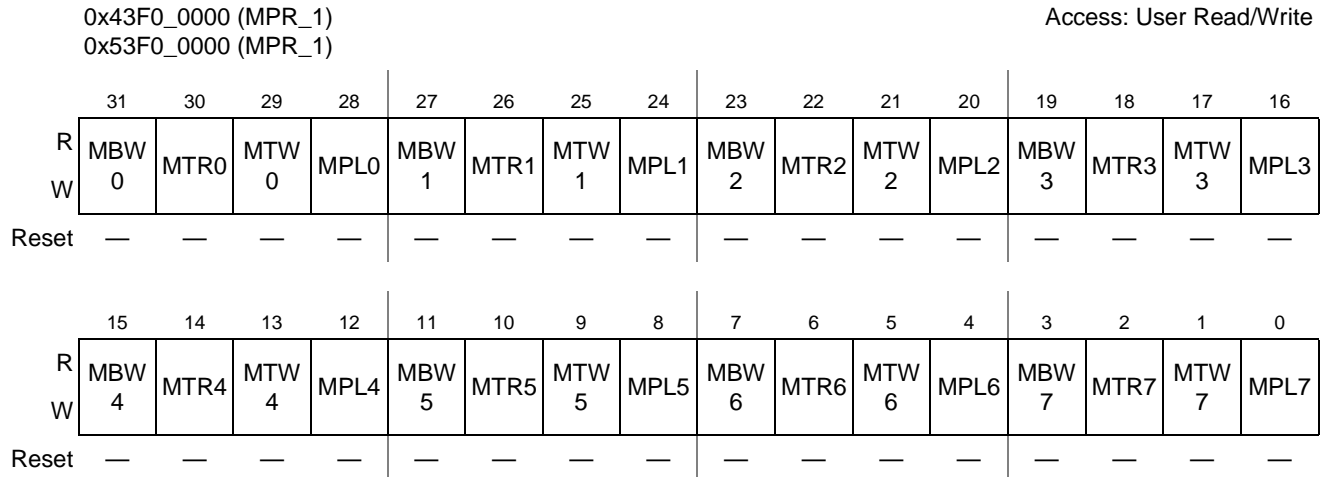 0x43F0_0000 (MPR_1) Access: User Read/Write
0x53F0_0000 (MPR_1)
31 30 29 28 27 26 25 24 23 22 21 20 19 18 17 16
R W MBW 0 MTR0 MTW 0 MPL0 MBW 1 MTR1 MTW 1 MPL1 MBW 2 MTR2 MTW 2 MPL2 MBW 3 MTR3 MTW 3 MPL3
Reset — — — — — — — — — — — — — — — —
15 14 13 12 11 10 9 8 7 6 5 4 3 2 1 0
R W MBW 4 MTR4 MTW 4 MPL4 MBW 5 MTR5 MTW 5 MPL5 MBW 6 MTR6 MTW 6 MPL6 MBW 7 MTR7 MTW 7 MPL7
Reset — — — — — — — — — — — — — — — —